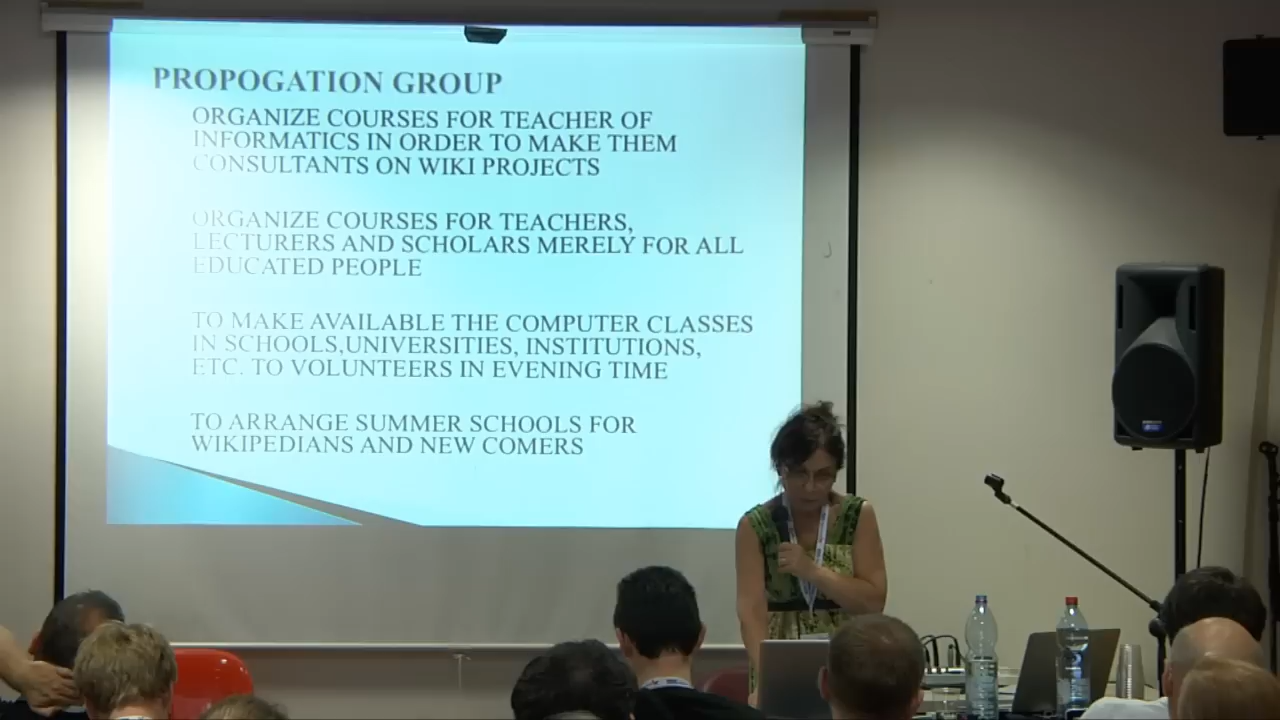 PROPOGATION GROUP
ORGANIZE COURSES FOR TEACHER OF
INFORMATICS IN ORDER TO MAKE THEM
CONSULTANTS ON WIKI PROJECTS
ORGANIZE COURSES FOR TEACHERS,
LECTURERS AND SCHOLARS MERELY FOR ALL
EDUCATED PEOPLE
TO MAKE AVAILABLE THE COMPUTER CLASSES
IN SCHOOLS,UNIVERSITIES, INSTITUTIONS,
ETC. TO VOLUNTEERS IN EVENING TIME
TO ARRANGE SUMMER SCHOOLS FOR
WIKIPEDIANS AND NEW COMERS